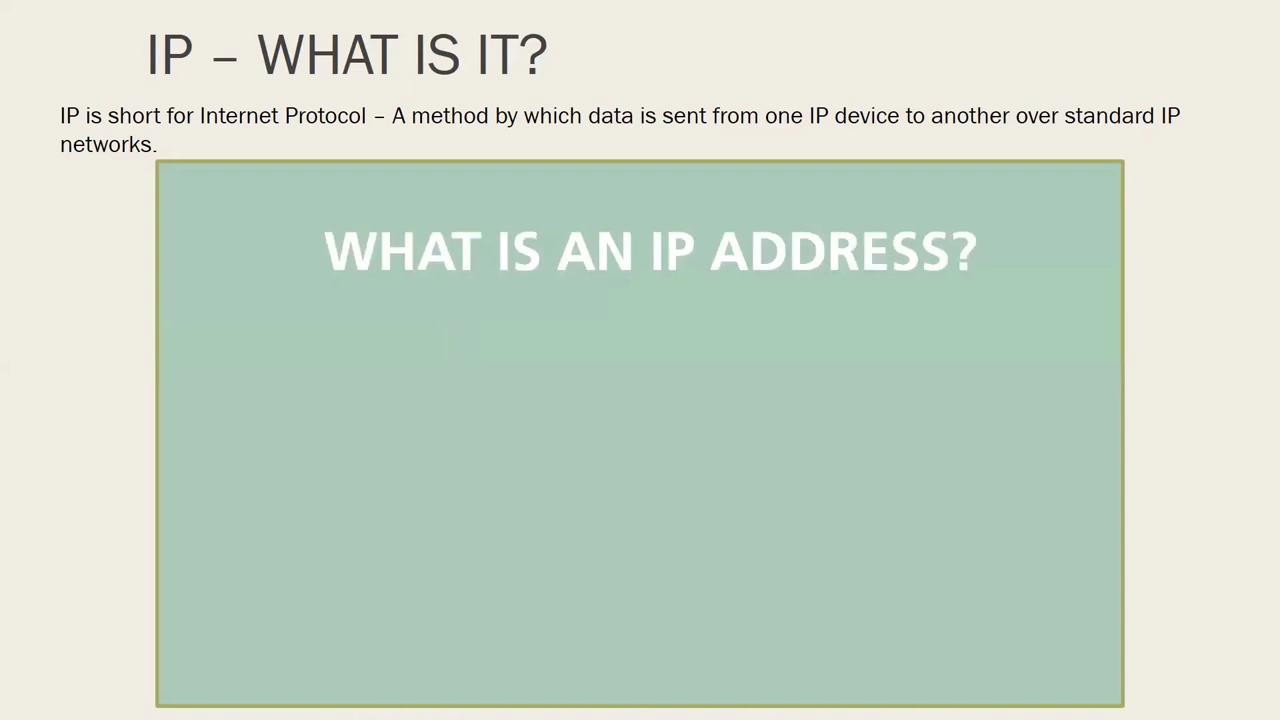 IP – WHAT IS IT?
IP is short for Internet Protocol – A method by which data is sent from one IP device to another over standard IP
networks.
WHAT IS AN IP ADDRESS?